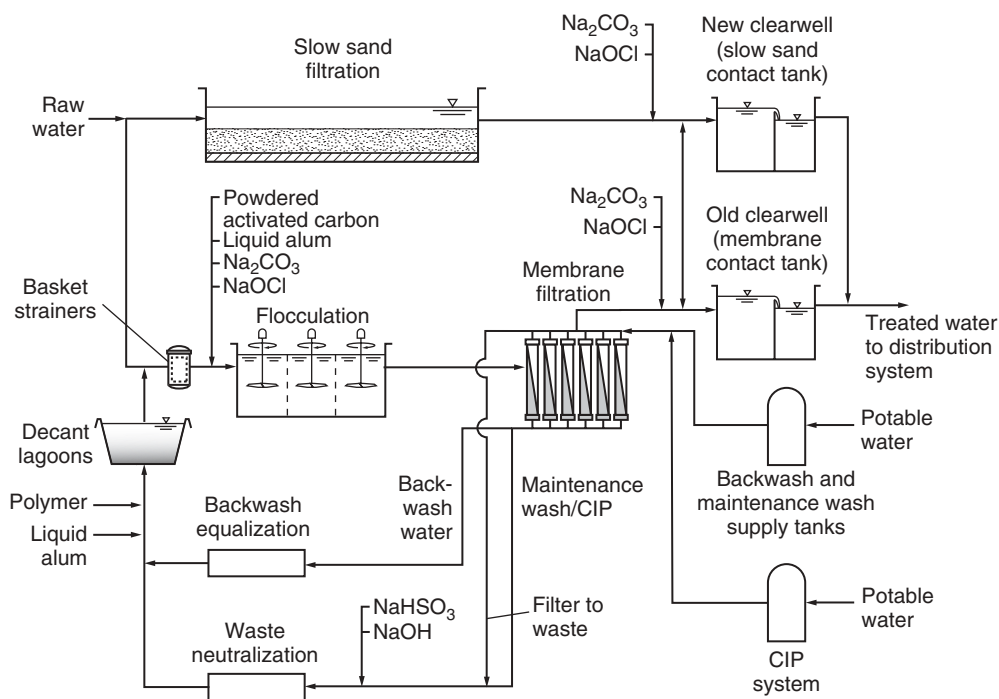 Na₂CO₃
NaOCl
New clearwell
(slow sand
contact tank)
Slow sand
filtration
Raw
water
Powdered
activated carbon
Liquid alum
Na₂CO₃
NaOCl
Na₂CO₃
NaOCl
Old clearwell
(membrane
contact tank)
Basket
strainers
Flocculation
Membrane
filtration
Treated water
to distribution
system
Decant
lagoons
Potable
water
Polymer
Liquid
alum
Backwash
equalization
Back-
wash
water
Maintenance
wash/CIP
Backwash and
maintenance wash
supply tanks
NaHSO₃
NaOH
Filter to
waste
Waste
neutralization
Potable
water
CIP
system